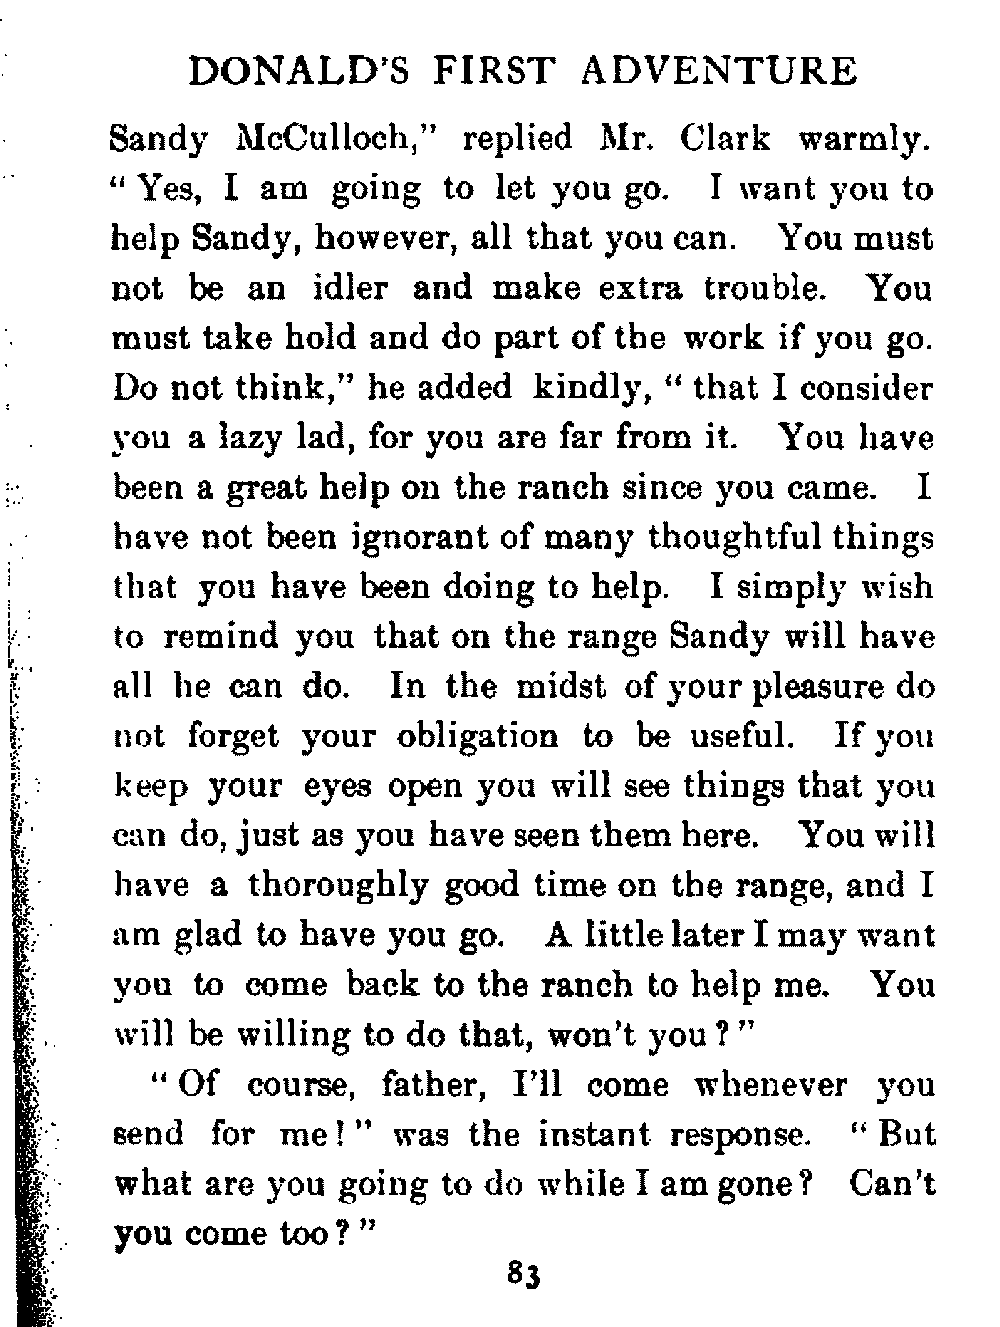 DONALD'S FIRST ADVENTURE
Sandy McCulloch," replied Mr. Clark warmly.
"Yes, I am going to let you go. I want you to
help Sandy, however, all that you can. You must
not be an idler and make extra trouble. You
must take hold and do part of the work if you go.
Do not think," he added kindly, "that I consider
you a lazy lad, for you are far from it. You have
been a great help on the ranch since you came. I
have not been ignorant of many thoughtful things
that you have been doing to help. I simply wish
to remind you that on the range Sandy will have
all he can do. In the midst of your pleasure do
not forget your obligation to be useful. If you
keep your eyes open you will see things that you
can do, just as you have seen them here. You will
have a thoroughly good time on the range, and I
am glad to have you go. A little later I may want
you to come back to the ranch to help me. You
will be willing to do that, won't you?"
"Of course, father, I'll come whenever you
send for me!" was the instant response. "But
what are you going to do while I am gone? Can't
you come too?"
83